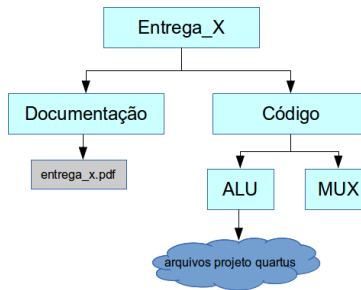 Entrega_X
Documentação
Código
entrega_x.pdf
ALU
MUX
arquivos projeto quartus